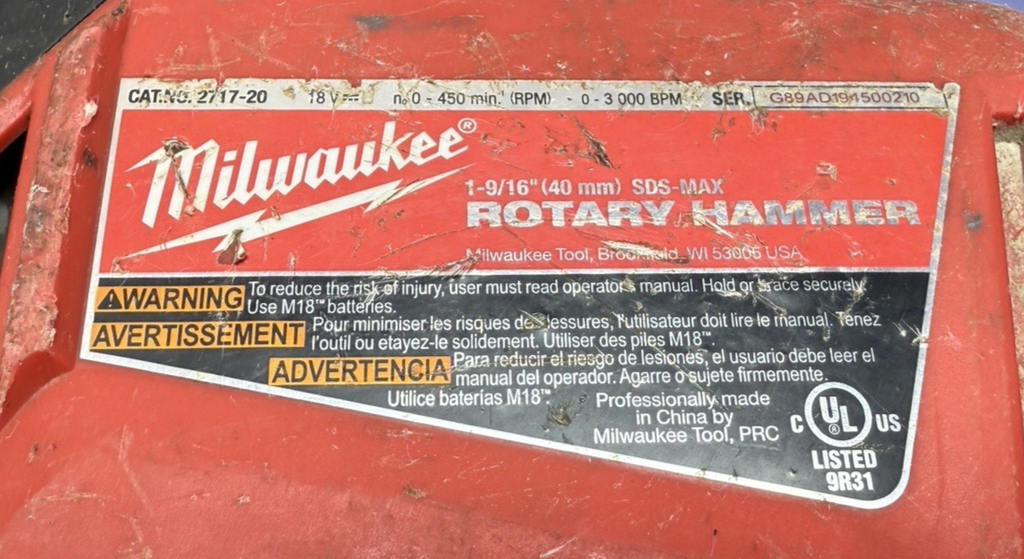 CAT.NO. 2717-20 18 V⎓ n₀ 0 - 450 min.⁻¹ (RPM) 0 - 3 000 BPM SER. G89AD194500210
Milwaukee®
1-9/16" (40 mm) SDS-MAX
ROTARY HAMMER
Milwaukee Tool, Brookfield, WI 53005 USA
⚠WARNING To reduce the risk of injury, user must read operator's manual. Hold or brace securely.
Use M18™ batteries.
AVERTISSEMENT Pour minimiser les risques de blessures, l'utilisateur doit lire le manual. Tenez
l'outil ou etayez-le solidement. Utiliser des piles M18™.
ADVERTENCIA Para reducir el riesgo de lesiones, el usuario debe leer el
manual del operador. Agarre o sujete firmemente.
Utilice baterías M18™.
Professionally made
in China by
Milwaukee Tool, PRC
C UL® US
LISTED
9R31